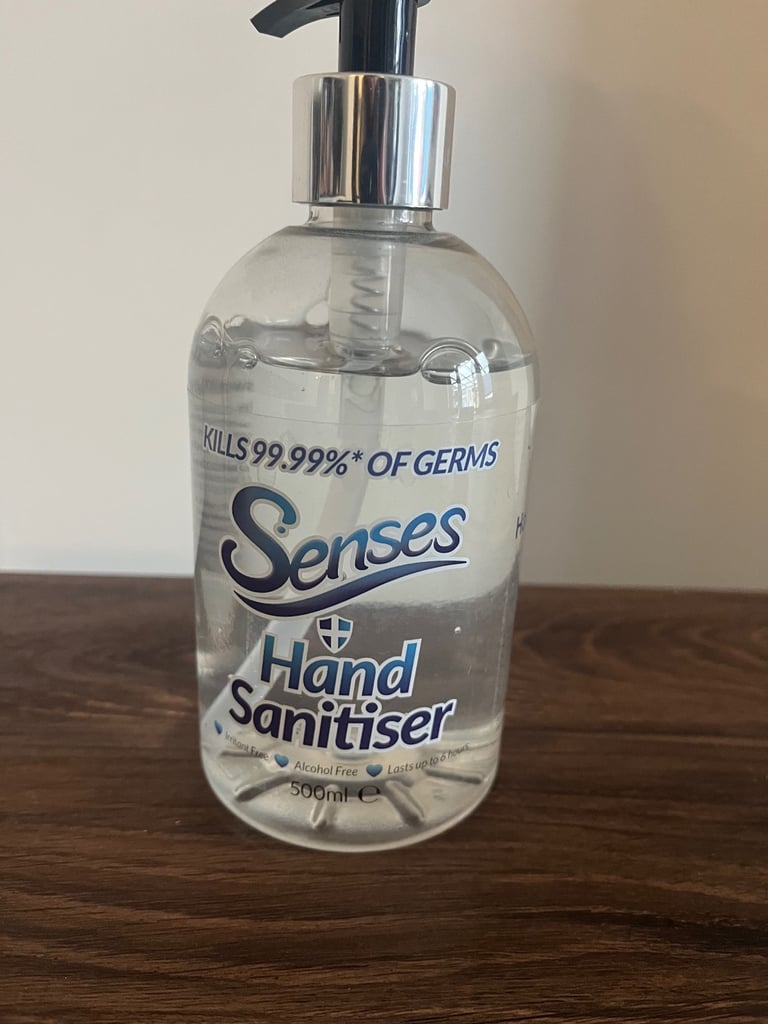 KILLS 99.99%* OF GERMS
Senses
Hand
Sanitiser
Irritant Free Alcohol Free Lasts up to 6 hours
500ml ℮